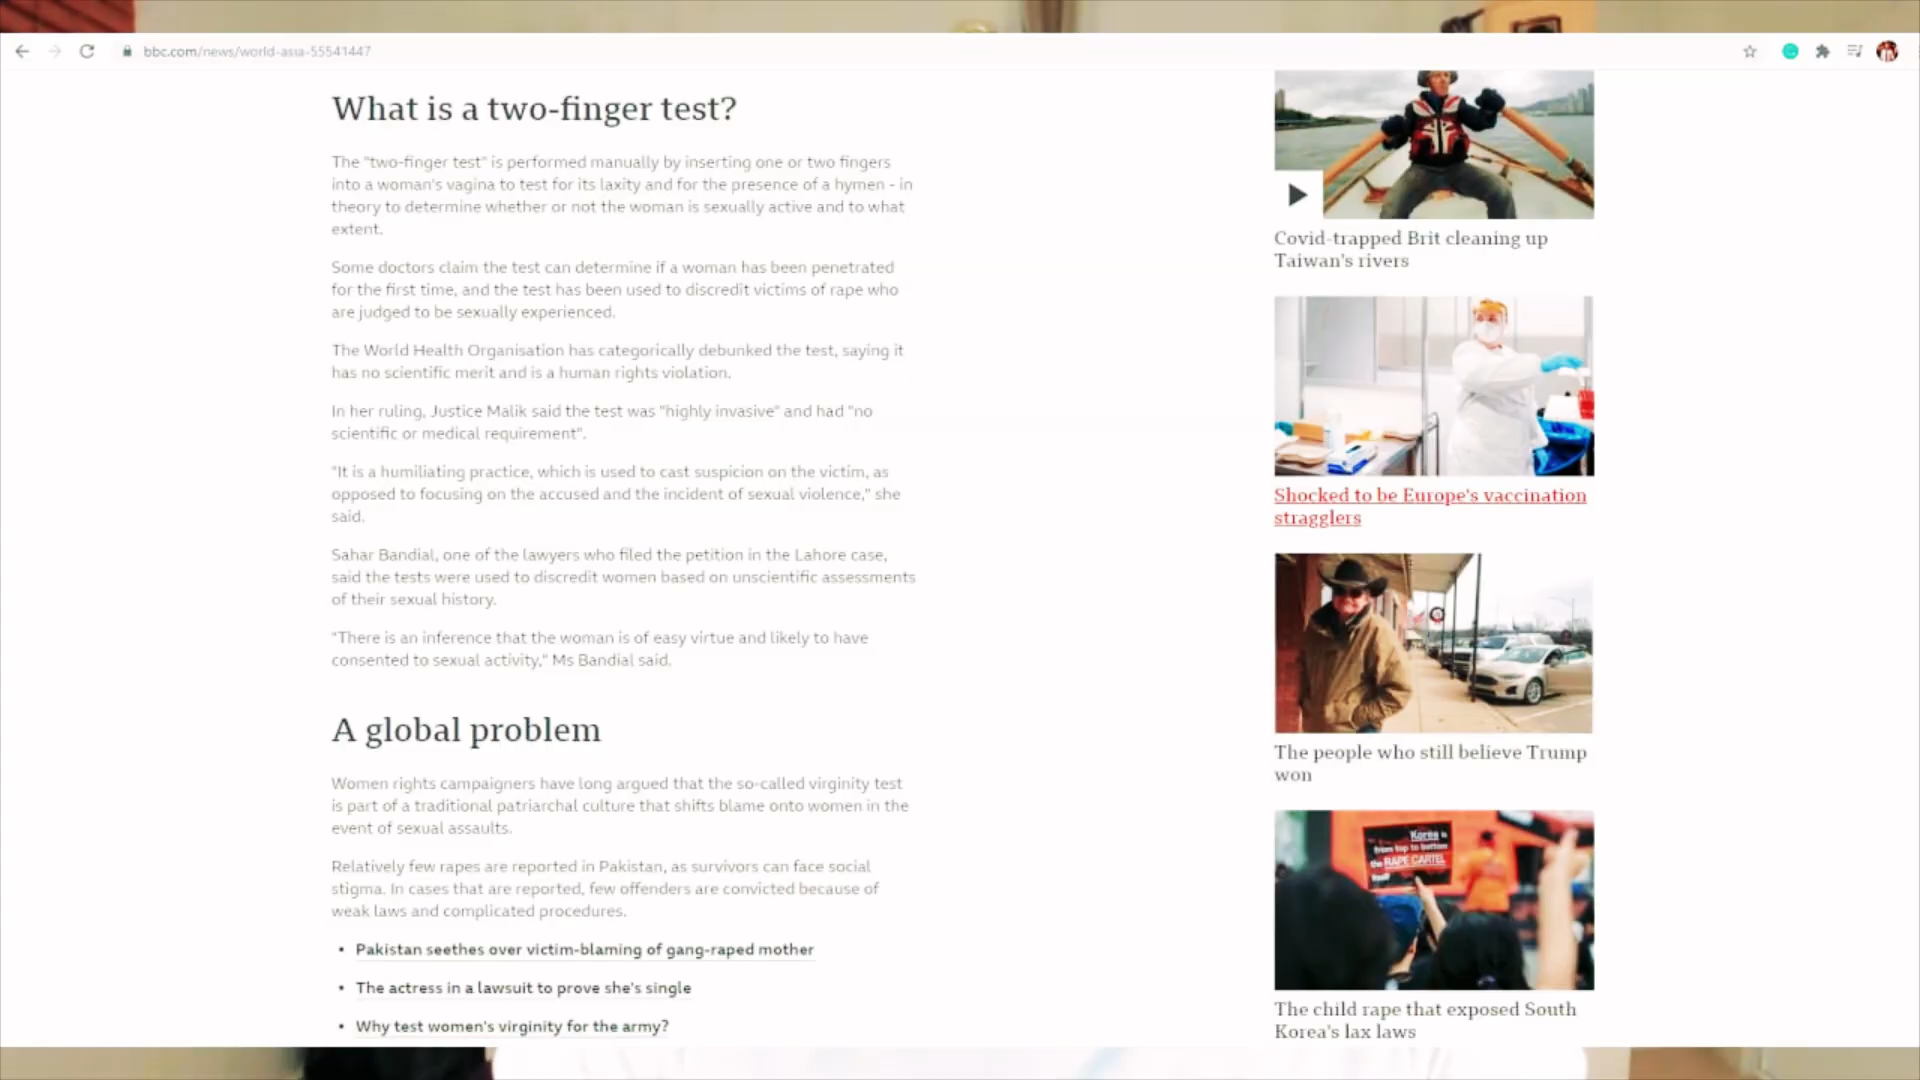 bbc.com/news/world-asia-55541447
What is a two-finger test?
The "two-finger test" is performed manually by inserting one or two fingers
into a woman's vagina to test for its laxity and for the presence of a hymen - in
theory to determine whether or not the woman is sexually active and to what
extent.
Some doctors claim the test can determine if a woman has been penetrated
for the first time, and the test has been used to discredit victims of rape who
are judged to be sexually experienced.
The World Health Organisation has categorically debunked the test, saying it
has no scientific merit and is a human rights violation.
In her ruling, Justice Malik said the test was "highly invasive" and had "no
scientific or medical requirement".
"It is a humiliating practice, which is used to cast suspicion on the victim, as
opposed to focusing on the accused and the incident of sexual violence," she
said.
Sahar Bandial, one of the lawyers who filed the petition in the Lahore case,
said the tests were used to discredit women based on unscientific assessments
of their sexual history.
"There is an inference that the woman is of easy virtue and likely to have
consented to sexual activity," Ms Bandial said.
A global problem
Women rights campaigners have long argued that the so-called virginity test
is part of a traditional patriarchal culture that shifts blame onto women in the
event of sexual assaults.
Relatively few rapes are reported in Pakistan, as survivors can face social
stigma. In cases that are reported, few offenders are convicted because of
weak laws and complicated procedures.
• Pakistan seethes over victim-blaming of gang-raped mother
• The actress in a lawsuit to prove she's single
• Why test women's virginity for the army?
Covid-trapped Brit cleaning up
Taiwan's rivers
Shocked to be Europe's vaccination
stragglers
The people who still believe Trump
won
Korea is
from top to bottom
the RAPE CARTEL
itself
The child rape that exposed South
Korea's lax laws